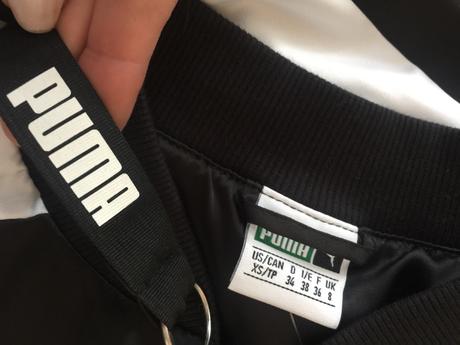 PUMA
PUMA
US/CAN D I/E F UK
XS/TP 34 38 36 8